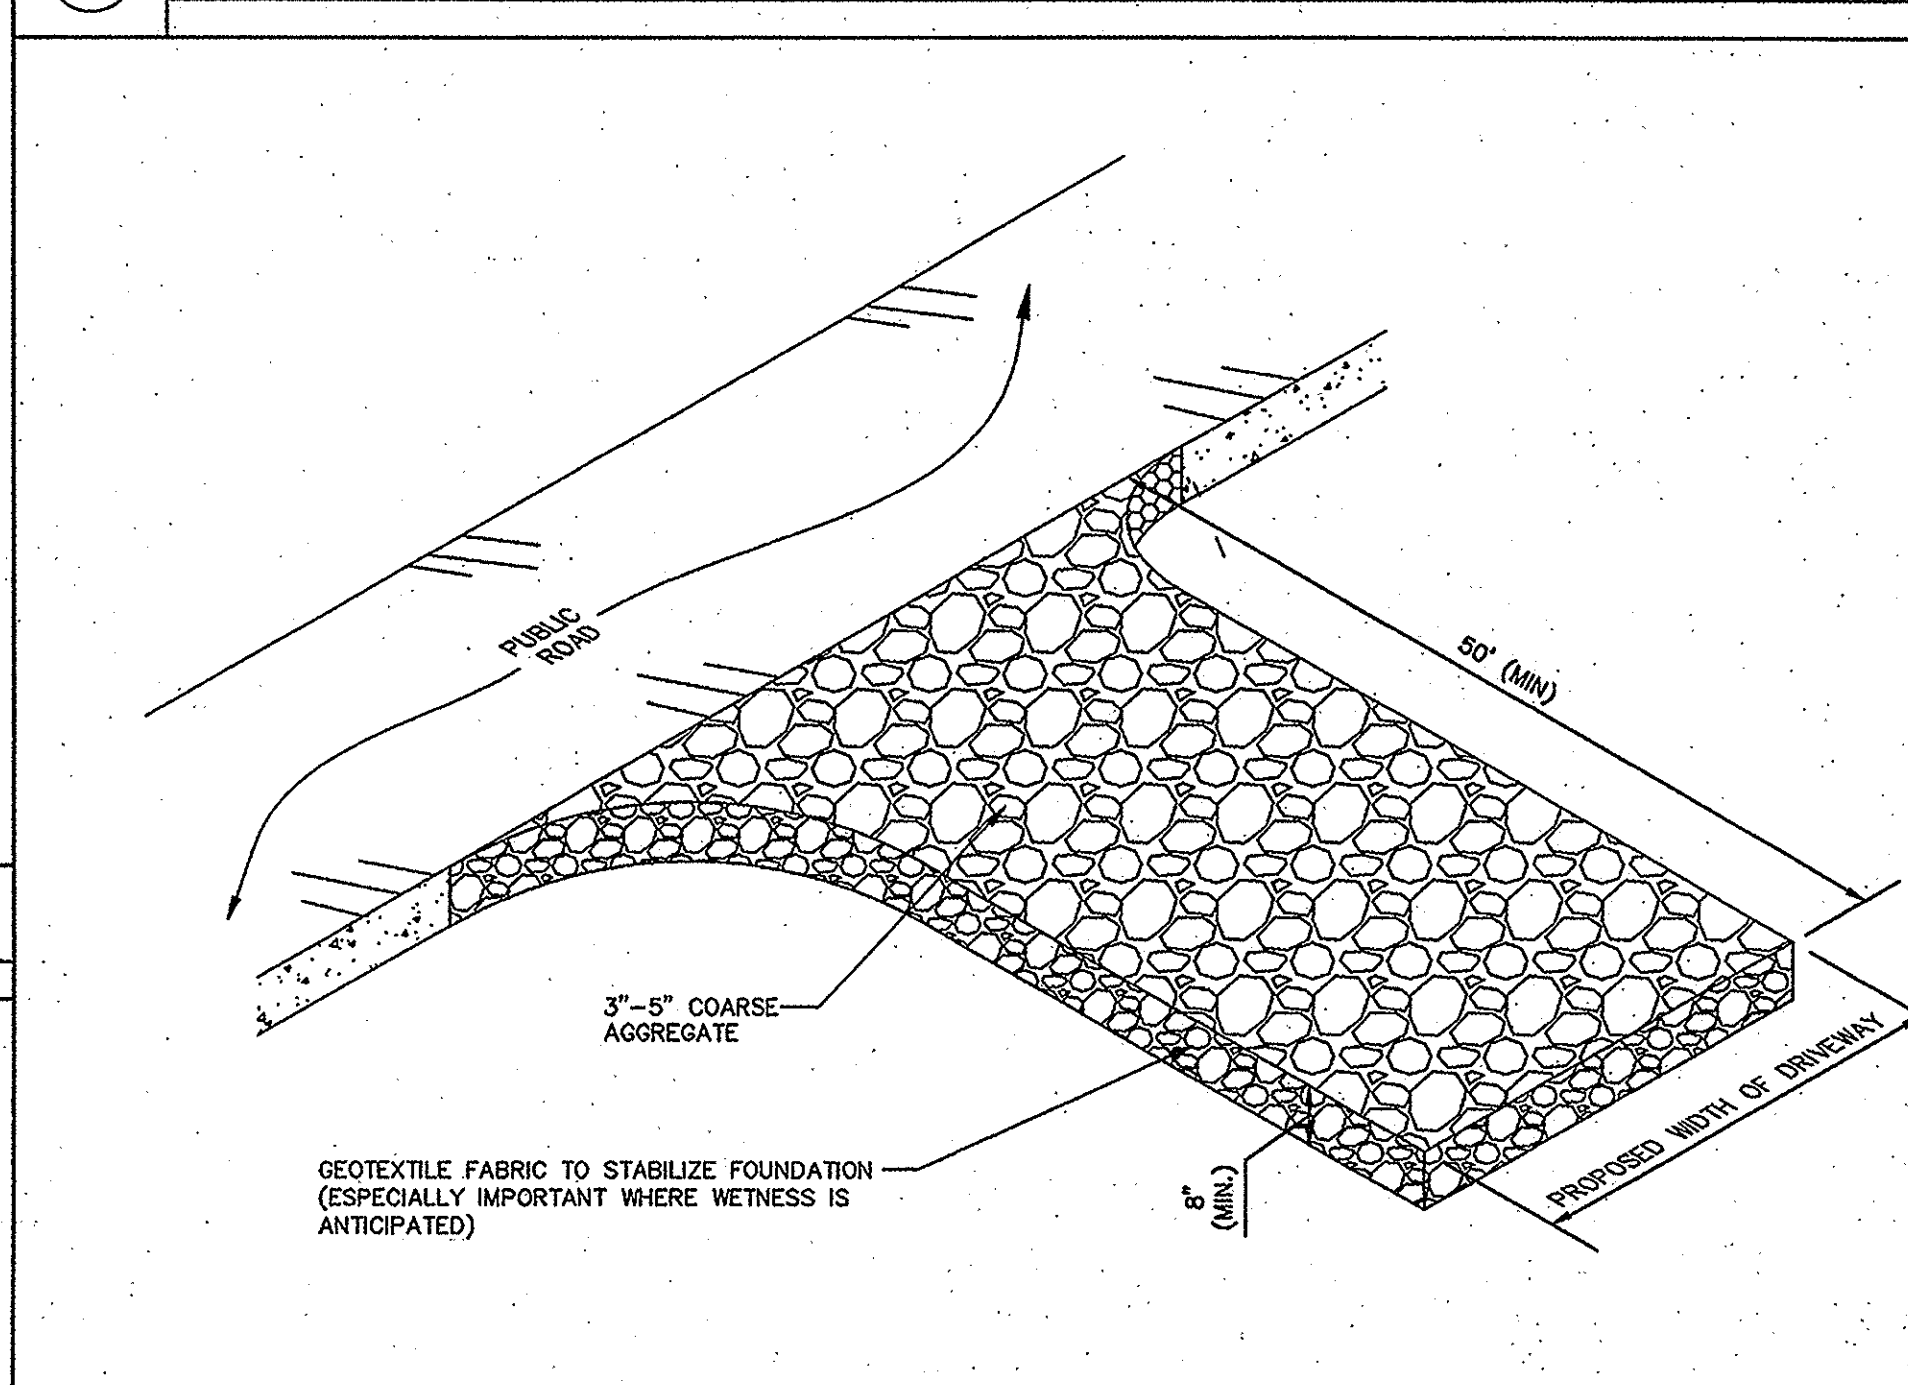 PUBLIC
ROAD
50' (MIN)
3"-5" COARSE
AGGREGATE
GEOTEXTILE FABRIC TO STABILIZE FOUNDATION
(ESPECIALLY IMPORTANT WHERE WETNESS IS
ANTICIPATED)
8"
(MIN.)
PROPOSED WIDTH OF DRIVEWAY